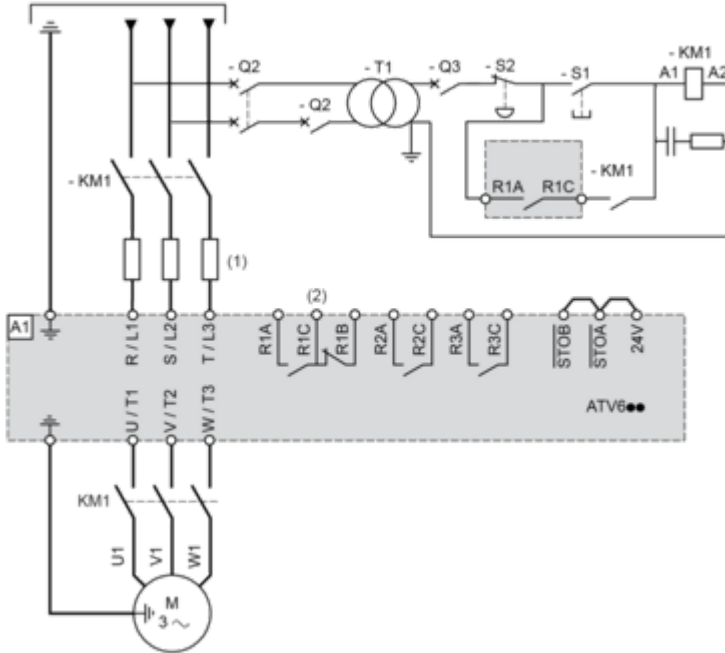 - Q2
- T1
- Q3
- S2
- S1
- KM1
A1 A2
- Q2
- KM1
- KM1
R1A R1C
(1)
(2)
A1
R / L1
S / L2
T / L3
R1A
R1C
R1B
R2A
R2C
R3A
R3C
STOB
STOA
24V
U / T1
V / T2
W / T3
ATV6●●
KM1
U1
V1
W1
M
3 ~